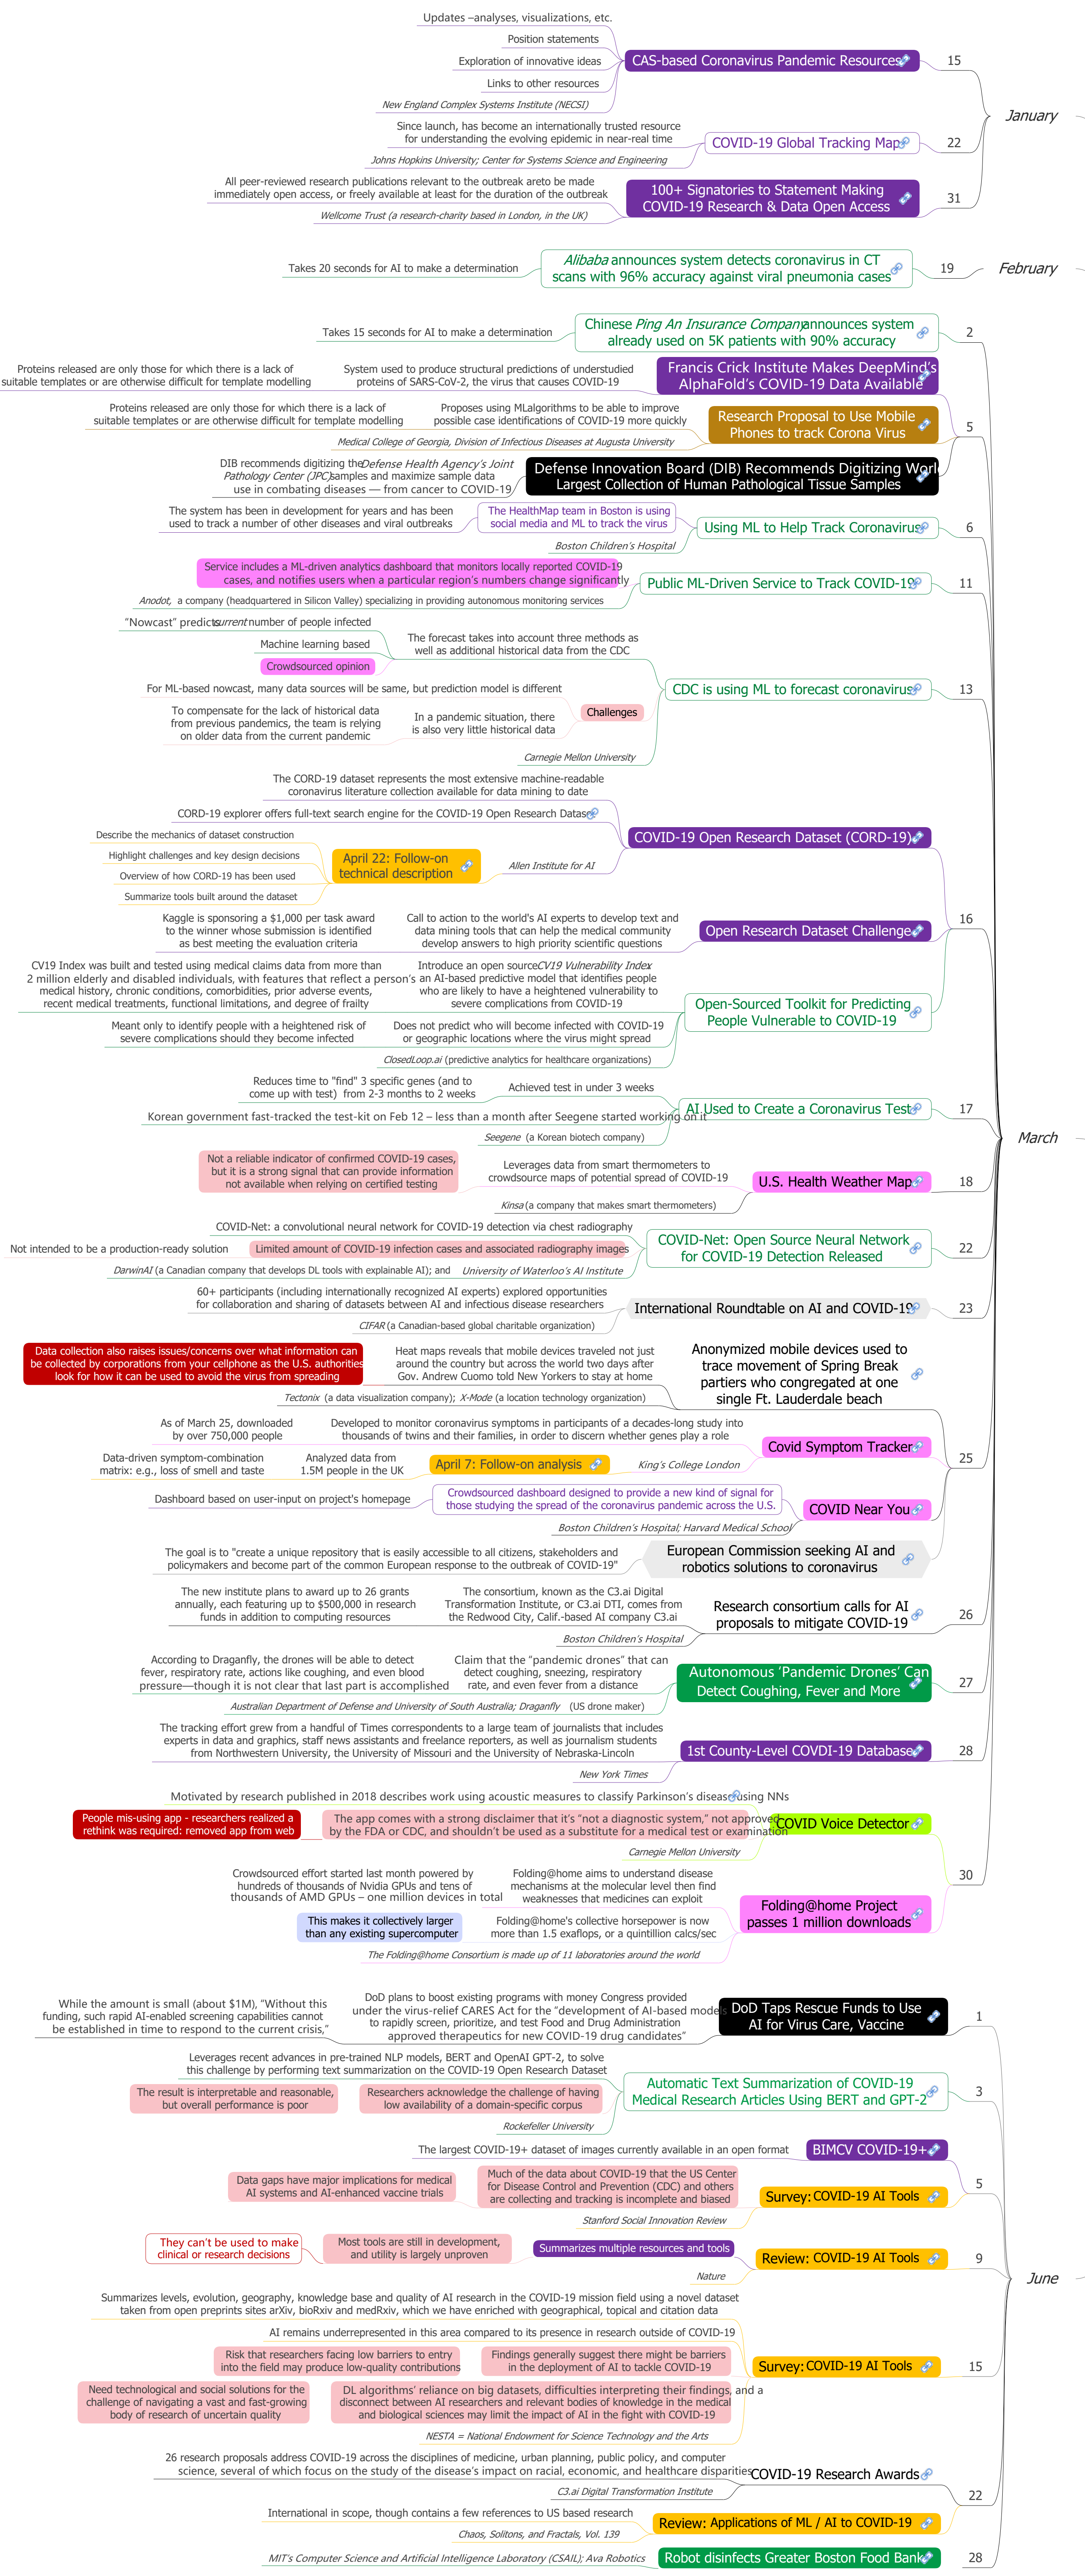 January
15
CAS-based Coronavirus Pandemic Resources
Updates –analyses, visualizations, etc.
Position statements
Exploration of innovative ideas
Links to other resources
New England Complex Systems Institute (NECSI)
22
COVID-19 Global Tracking Map
Since launch, has become an internationally trusted resource
for understanding the evolving epidemic in near-real time
Johns Hopkins University; Center for Systems Science and Engineering
31
100+ Signatories to Statement Making
COVID-19 Research & Data Open Access
All peer-reviewed research publications relevant to the outbreak areto be made
immediately open access, or freely available at least for the duration of the outbreak
Wellcome Trust (a research-charity based in London, in the UK)
February
19
Alibaba announces system detects coronavirus in CT
scans with 96% accuracy against viral pneumonia cases
Takes 20 seconds for AI to make a determination
March
2
Chinese Ping An Insurance Company announces system
already used on 5K patients with 90% accuracy
Takes 15 seconds for AI to make a determination
5
Francis Crick Institute Makes DeepMind's
AlphaFold's COVID-19 Data Available
System used to produce structural predictions of understudied
proteins of SARS-CoV-2, the virus that causes COVID-19
Proteins released are only those for which there is a lack of
suitable templates or are otherwise difficult for template modelling
Research Proposal to Use Mobile
Phones to track Corona Virus
Proposes using MLalgorithms to be able to improve
possible case identifications of COVID-19 more quickly
Proteins released are only those for which there is a lack of
suitable templates or are otherwise difficult for template modelling
Medical College of Georgia, Division of Infectious Diseases at Augusta University
Defense Innovation Board (DIB) Recommends Digitizing Worl
Largest Collection of Human Pathological Tissue Samples
DIB recommends digitizing the Defense Health Agency's Joint
Pathology Center (JPC) samples and maximize sample data
use in combating diseases — from cancer to COVID-19
6
Using ML to Help Track Coronavirus
The HealthMap team in Boston is using
social media and ML to track the virus
The system has been in development for years and has been
used to track a number of other diseases and viral outbreaks
Boston Children's Hospital
11
Public ML-Driven Service to Track COVID-19
Service includes a ML-driven analytics dashboard that monitors locally reported COVID-19
cases, and notifies users when a particular region's numbers change significantly
Anodot, a company (headquartered in Silicon Valley) specializing in providing autonomous monitoring services
13
CDC is using ML to forecast coronavirus
The forecast takes into account three methods as
well as additional historical data from the CDC
“Nowcast” predicts current number of people infected
Machine learning based
Crowdsourced opinion
Challenges
For ML-based nowcast, many data sources will be same, but prediction model is different
In a pandemic situation, there
is also very little historical data
To compensate for the lack of historical data
from previous pandemics, the team is relying
on older data from the current pandemic
Carnegie Mellon University
16
COVID-19 Open Research Dataset (CORD-19)
The CORD-19 dataset represents the most extensive machine-readable
coronavirus literature collection available for data mining to date
CORD-19 explorer offers full-text search engine for the COVID-19 Open Research Dataset
Allen Institute for AI
April 22: Follow-on
technical description
Describe the mechanics of dataset construction
Highlight challenges and key design decisions
Overview of how CORD-19 has been used
Summarize tools built around the dataset
Open Research Dataset Challenge
Call to action to the world's AI experts to develop text and
data mining tools that can help the medical community
develop answers to high priority scientific questions
Kaggle is sponsoring a $1,000 per task award
to the winner whose submission is identified
as best meeting the evaluation criteria
Open-Sourced Toolkit for Predicting
People Vulnerable to COVID-19
Introduce an open source CV19 Vulnerability Index
an AI-based predictive model that identifies people
who are likely to have a heightened vulnerability to
severe complications from COVID-19
CV19 Index was built and tested using medical claims data from more than
2 million elderly and disabled individuals, with features that reflect a person's
medical history, chronic conditions, comorbidities, prior adverse events,
recent medical treatments, functional limitations, and degree of frailty
Does not predict who will become infected with COVID-19
or geographic locations where the virus might spread
Meant only to identify people with a heightened risk of
severe complications should they become infected
ClosedLoop.ai (predictive analytics for healthcare organizations)
17
AI Used to Create a Coronavirus Test
Achieved test in under 3 weeks
Reduces time to "find" 3 specific genes (and to
come up with test) from 2-3 months to 2 weeks
Korean government fast-tracked the test-kit on Feb 12 – less than a month after Seegene started working on it
Seegene (a Korean biotech company)
18
U.S. Health Weather Map
Leverages data from smart thermometers to
crowdsource maps of potential spread of COVID-19
Not a reliable indicator of confirmed COVID-19 cases,
but it is a strong signal that can provide information
not available when relying on certified testing
Kinsa (a company that makes smart thermometers)
22
COVID-Net: Open Source Neural Network
for COVID-19 Detection Released
COVID-Net: a convolutional neural network for COVID-19 detection via chest radiography
Limited amount of COVID-19 infection cases and associated radiography images
Not intended to be a production-ready solution
DarwinAI (a Canadian company that develops DL tools with explainable AI); and University of Waterloo's AI Institute
23
International Roundtable on AI and COVID-19
60+ participants (including internationally recognized AI experts) explored opportunities
for collaboration and sharing of datasets between AI and infectious disease researchers
CIFAR (a Canadian-based global charitable organization)
25
Anonymized mobile devices used to
trace movement of Spring Break
partiers who congregated at one
single Ft. Lauderdale beach
Heat maps reveals that mobile devices traveled not just
around the country but across the world two days after
Gov. Andrew Cuomo told New Yorkers to stay at home
Data collection also raises issues/concerns over what information can
be collected by corporations from your cellphone as the U.S. authorities
look for how it can be used to avoid the virus from spreading
Tectonix (a data visualization company); X-Mode (a location technology organization)
Covid Symptom Tracker
Developed to monitor coronavirus symptoms in participants of a decades-long study into
thousands of twins and their families, in order to discern whether genes play a role
As of March 25, downloaded
by over 750,000 people
King's College London
April 7: Follow-on analysis
Analyzed data from
1.5M people in the UK
Data-driven symptom-combination
matrix: e.g., loss of smell and taste
COVID Near You
Crowdsourced dashboard designed to provide a new kind of signal for
those studying the spread of the coronavirus pandemic across the U.S.
Dashboard based on user-input on project's homepage
Boston Children's Hospital; Harvard Medical School
European Commission seeking AI and
robotics solutions to coronavirus
The goal is to "create a unique repository that is easily accessible to all citizens, stakeholders and
policymakers and become part of the common European response to the outbreak of COVID-19"
26
Research consortium calls for AI
proposals to mitigate COVID-19
The consortium, known as the C3.ai Digital
Transformation Institute, or C3.ai DTI, comes from
the Redwood City, Calif.-based AI company C3.ai
The new institute plans to award up to 26 grants
annually, each featuring up to $500,000 in research
funds in addition to computing resources
Boston Children's Hospital
27
Autonomous 'Pandemic Drones' Can
Detect Coughing, Fever and More
Claim that the “pandemic drones” that can
detect coughing, sneezing, respiratory
rate, and even fever from a distance
According to Draganfly, the drones will be able to detect
fever, respiratory rate, actions like coughing, and even blood
pressure—though it is not clear that last part is accomplished
Australian Department of Defense and University of South Australia; Draganfly (US drone maker)
28
1st County-Level COVDI-19 Database
The tracking effort grew from a handful of Times correspondents to a large team of journalists that includes
experts in data and graphics, staff news assistants and freelance reporters, as well as journalism students
from Northwestern University, the University of Missouri and the University of Nebraska-Lincoln
New York Times
30
COVID Voice Detector
Motivated by research published in 2018 describes work using acoustic measures to classify Parkinson's disease using NNs
The app comes with a strong disclaimer that it's “not a diagnostic system,” not approved
by the FDA or CDC, and shouldn't be used as a substitute for a medical test or examination
People mis-using app - researchers realized a
rethink was required: removed app from web
Carnegie Mellon University
Folding@home Project
passes 1 million downloads
Folding@home aims to understand disease
mechanisms at the molecular level then find
weaknesses that medicines can exploit
Crowdsourced effort started last month powered by
hundreds of thousands of Nvidia GPUs and tens of
thousands of AMD GPUs – one million devices in total
Folding@home's collective horsepower is now
more than 1.5 exaflops, or a quintillion calcs/sec
This makes it collectively larger
than any existing supercomputer
The Folding@home Consortium is made up of 11 laboratories around the world
June
1
DoD Taps Rescue Funds to Use
AI for Virus Care, Vaccine
DoD plans to boost existing programs with money Congress provided
under the virus-relief CARES Act for the “development of AI-based models
to rapidly screen, prioritize, and test Food and Drug Administration
approved therapeutics for new COVID-19 drug candidates”
While the amount is small (about $1M), “Without this
funding, such rapid AI-enabled screening capabilities cannot
be established in time to respond to the current crisis,”
3
Automatic Text Summarization of COVID-19
Medical Research Articles Using BERT and GPT-2
Leverages recent advances in pre-trained NLP models, BERT and OpenAI GPT-2, to solve
this challenge by performing text summarization on the COVID-19 Open Research Dataset
Researchers acknowledge the challenge of having
low availability of a domain-specific corpus
The result is interpretable and reasonable,
but overall performance is poor
Rockefeller University
5
BIMCV COVID-19+
The largest COVID-19+ dataset of images currently available in an open format
Survey: COVID-19 AI Tools
Much of the data about COVID-19 that the US Center
for Disease Control and Prevention (CDC) and others
are collecting and tracking is incomplete and biased
Data gaps have major implications for medical
AI systems and AI-enhanced vaccine trials
Stanford Social Innovation Review
9
Review: COVID-19 AI Tools
Summarizes multiple resources and tools
Most tools are still in development,
and utility is largely unproven
They can't be used to make
clinical or research decisions
Nature
15
Survey: COVID-19 AI Tools
Summarizes levels, evolution, geography, knowledge base and quality of AI research in the COVID-19 mission field using a novel dataset
taken from open preprints sites arXiv, bioRxiv and medRxiv, which we have enriched with geographical, topical and citation data
AI remains underrepresented in this area compared to its presence in research outside of COVID-19
Findings generally suggest there might be barriers
in the deployment of AI to tackle COVID-19
Risk that researchers facing low barriers to entry
into the field may produce low-quality contributions
DL algorithms' reliance on big datasets, difficulties interpreting their findings, and a
disconnect between AI researchers and relevant bodies of knowledge in the medical
and biological sciences may limit the impact of AI in the fight with COVID-19
Need technological and social solutions for the
challenge of navigating a vast and fast-growing
body of research of uncertain quality
NESTA = National Endowment for Science Technology and the Arts
22
COVID-19 Research Awards
26 research proposals address COVID-19 across the disciplines of medicine, urban planning, public policy, and computer
science, several of which focus on the study of the disease's impact on racial, economic, and healthcare disparities
C3.ai Digital Transformation Institute
Review: Applications of ML / AI to COVID-19
International in scope, though contains a few references to US based research
Chaos, Solitons, and Fractals, Vol. 139
28
Robot disinfects Greater Boston Food Bank
MIT's Computer Science and Artificial Intelligence Laboratory (CSAIL); Ava Robotics